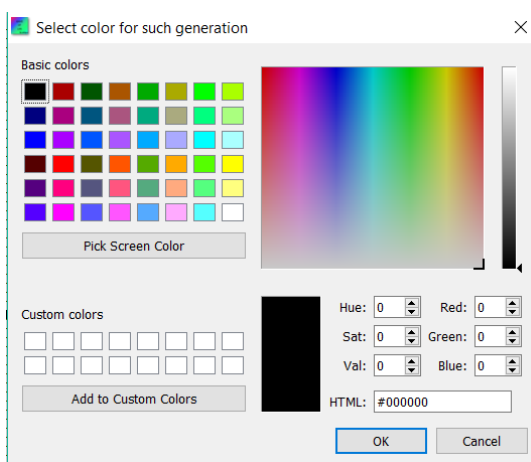 Select color for such generation
Basic colors
Pick Screen Color
Custom colors
Add to Custom Colors
Hue: 0 Red: 0
Sat: 0 Green: 0
Val: 0 Blue: 0
HTML: #000000
OK Cancel